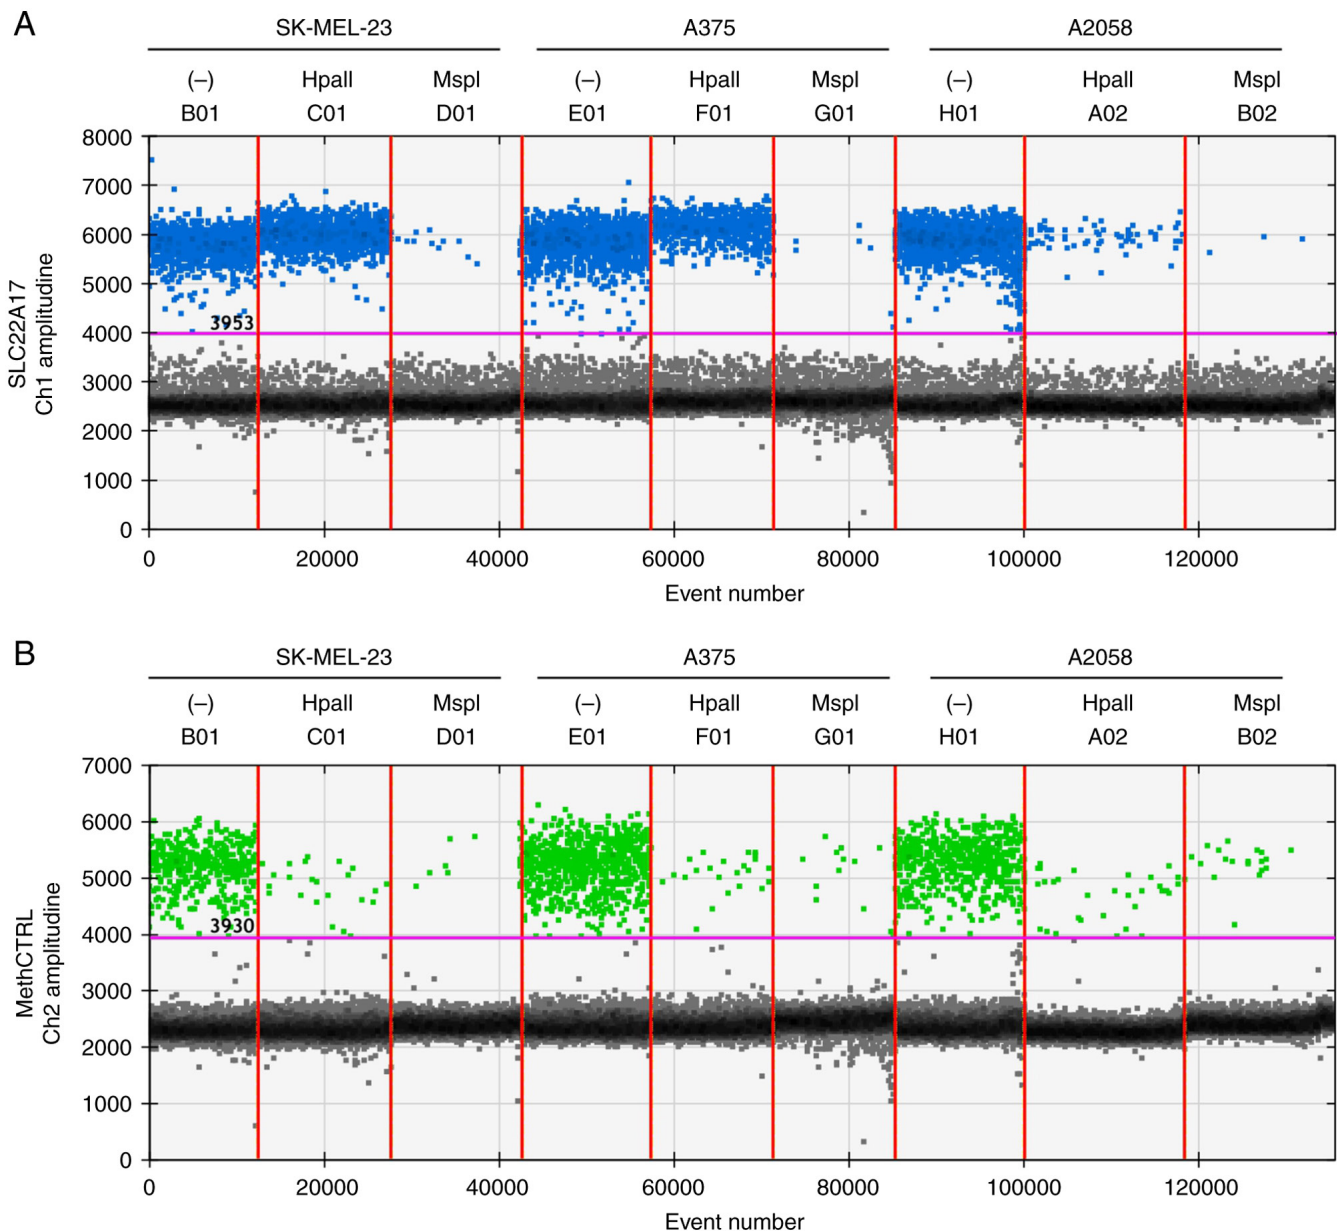 A
SK-MEL-23 A375 A2058
(–) HpaII MspI (–) HpaII MspI (–) HpaII MspI
B01 C01 D01 E01 F01 G01 H01 A02 B02
SLC22A17
Ch1 amplitudine
8000
7000
6000
5000
4000
3953
3000
2000
1000
0
0 20000 40000 60000 80000 100000 120000
Event number
B
SK-MEL-23 A375 A2058
(–) HpaII MspI (–) HpaII MspI (–) HpaII MspI
B01 C01 D01 E01 F01 G01 H01 A02 B02
MethCTRL
Ch2 amplitudine
7000
6000
5000
4000
3930
3000
2000
1000
0
0 20000 40000 60000 80000 100000 120000
Event number